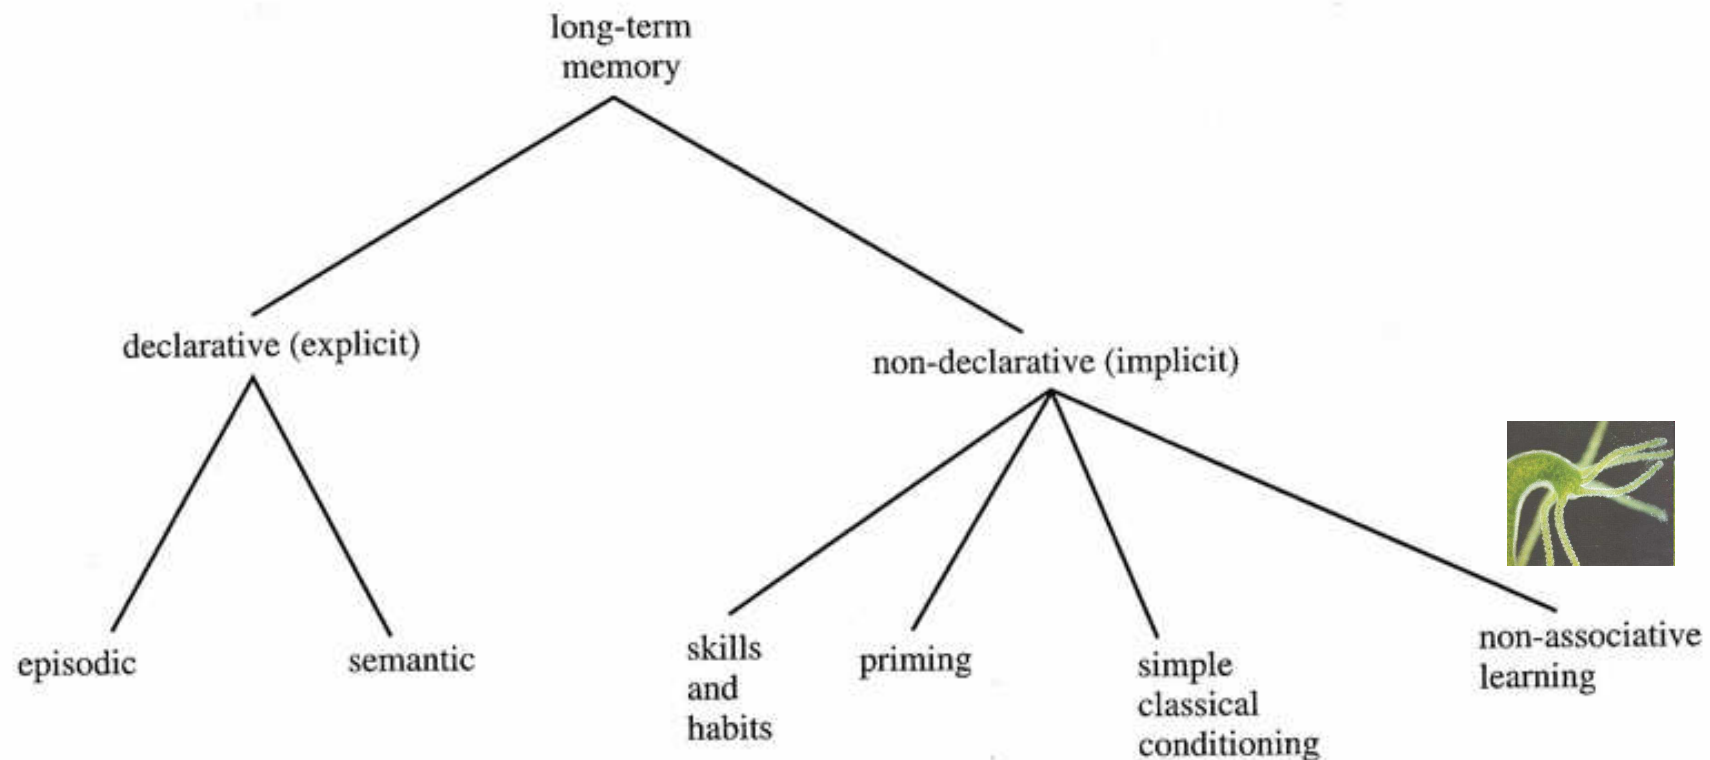 long-term
memory
declarative (explicit)
non-declarative (implicit)
episodic
semantic
skills
and
habits
priming
simple
classical
conditioning
non-associative
learning